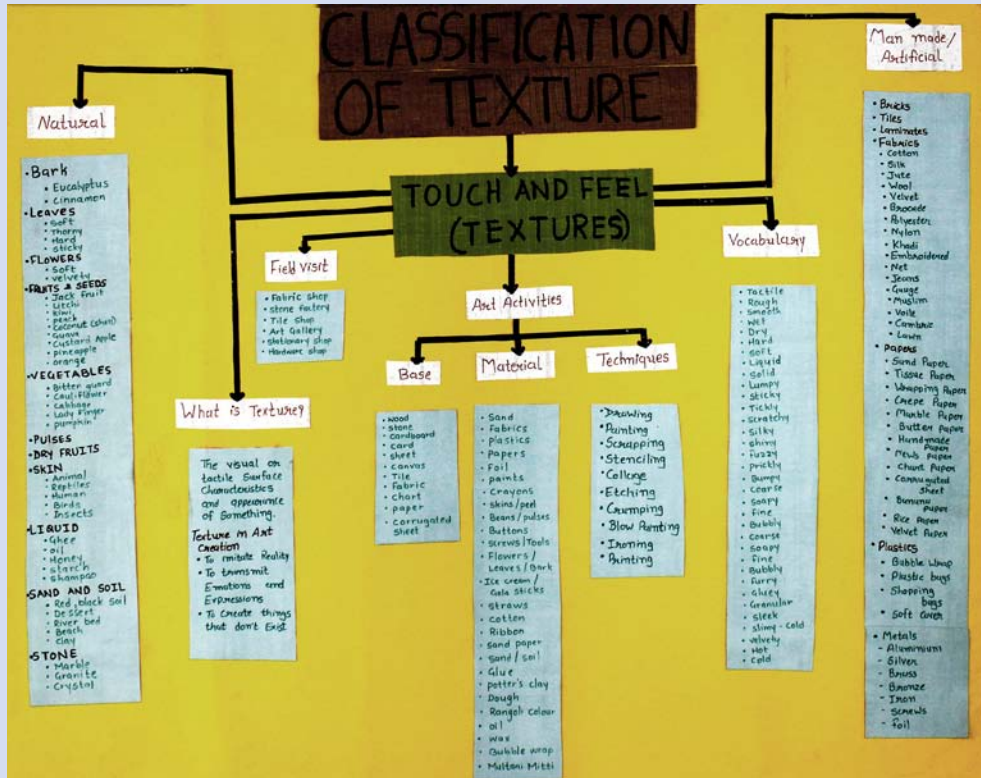 CLASSIFICATION
OF TEXTURE
TOUCH AND FEEL
(TEXTURES)
Natural
• Bark
• Eucalyptus
• Cinnamon
• Leaves
• Soft
• Thorny
• Hard
• Sticky
• FLOWERS
• Soft
• velvety
• FRUITS & SEEDS
• Jack fruit
• Litchi
• Kiwi
• peach
• Coconut (shell)
• Guava
• Custard Apple
• pineapple
• orange
• VEGETABLES
• Bitter guard
• Cauliflower
• Cabbage
• Lady Finger
• pumpkin
• PULSES
• DRY FRUITS
• SKIN
• Animal
• Reptiles
• Human
• Birds
• Insects
• LIQUID
• Ghee
• oil
• Honey
• starch
• Shampoo
• SAND AND SOIL
• Red, black soil
• Dessert
• River bed
• Beach
• clay
• STONE
• Marble
• Granite
• Crystal
What is Texture?
The visual or
tactile Surface
Characteristics
and appearance
of Something.
Texture in Art
Creation
• To imitate Reality
• To transmit
Emotions and
Expressions
• To Create things
that don't Exist
Field visit
• Fabric shop
• stone factory
• Tile Shop
• Art Gallery
• stationary shop
• Hardware shop
Art Activities
Base
• wood
• stone
• cardboard
• card
• sheet
• canvas
• Tile
• Fabric
• chart
• paper
• corrugated
sheet
Material
• Sand
• Fabrics
• plastics
• Papers
• Foil
• paints
• Crayons
• Skins/peel
• Beans/pulses
• Buttons
• Screws/Tools
• Flowers /
Leaves / Bark
• Ice cream /
Gola sticks
• straws
• cotton
• Ribbon
• sand paper
• Sand / soil
• Glue
• potter's clay
• Dough
• Rangoli colour
• oil
• wax
• Bubble wrap
• Multani Mitti
Techniques
• Drawing
• Painting
• Scrapping
• Stenciling
• Collage
• Etching
• Crumping
• Blow Painting
• Ironing
• Printing
Vocabulary
• Tactile
• Rough
• Smooth
• Wet
• Dry
• Hard
• Soft
• Liquid
• Solid
• Lumpy
• sticky
• Tickly
• Scratchy
• Silky
• shiny
• fuzzy
• prickly
• Bumpy
• Coarse
• Soapy
• fine
• Bubbly
• coarse
• Soapy
• fine
• Bubbly
• furry
• Gluey
• Granular
• sleek
• slimy - cold
• velvety
• Hot
• cold
Man made/
Artificial
• Bricks
• Tiles
• Laminates
• Fabrics
• Cotton
• Silk
• Jute
• Wool
• Velvet
• Brocade
• Polyester
• Nylon
• Khadi
• Embroidered
• Net
• Jeans
• Gauge
• Muslim
• Voile
• Cambric
• Lawn
• Papers
• Sand Paper
• Tissue Paper
• Wrapping Paper
• Crepe Paper
• Marble Paper
• Butter Paper
• Handmade
Paper
• News Paper
• Chart Paper
• Corrugated
Sheet
• Banana
paper
• Rice Paper
• Velvet Paper
• Plastics
• Bubble Wrap
• Plastic bags
• Shopping
bags
• Soft Cover
• Metals
- Aluminium
- Silver
- Brass
- Bronze
- Iron
- Screws
- foil